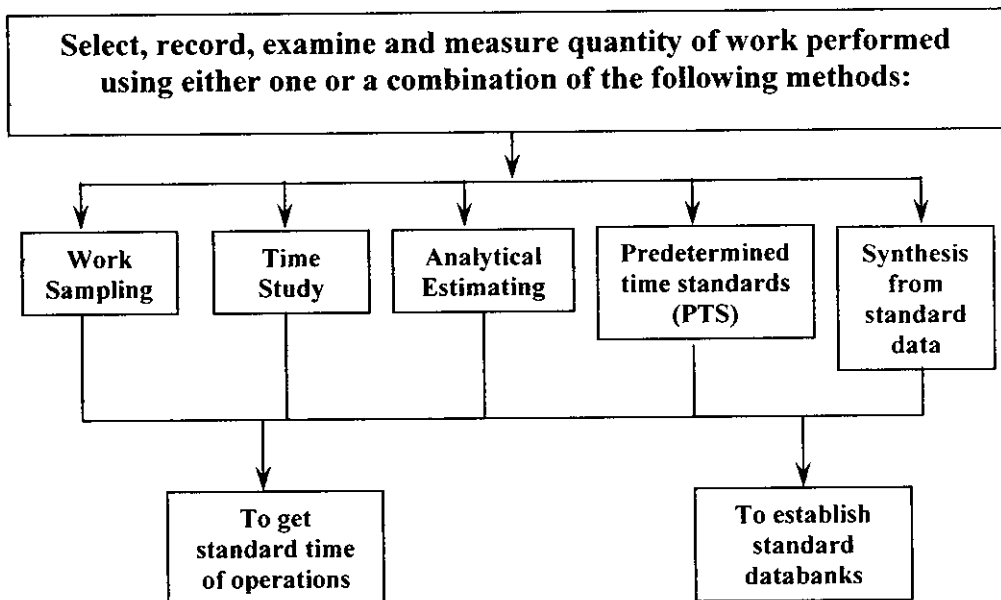 Select, record, examine and measure quantity of work performed
using either one or a combination of the following methods:
Work
Sampling
Time
Study
Analytical
Estimating
Predetermined
time standards
(PTS)
Synthesis
from
standard
data
To get
standard time
of operations
To establish
standard
databanks